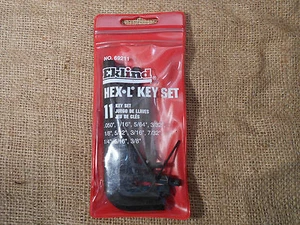 NO. 69211
Eklind
HEX•L KEY SET
11 KEY SET
JUEGO DE LLAVES
JEU DE CLÉS
.050", 1/16", 5/64", 3/32"
1/8", 5/32", 3/16", 7/32"
1/4", 5/16", 3/8"